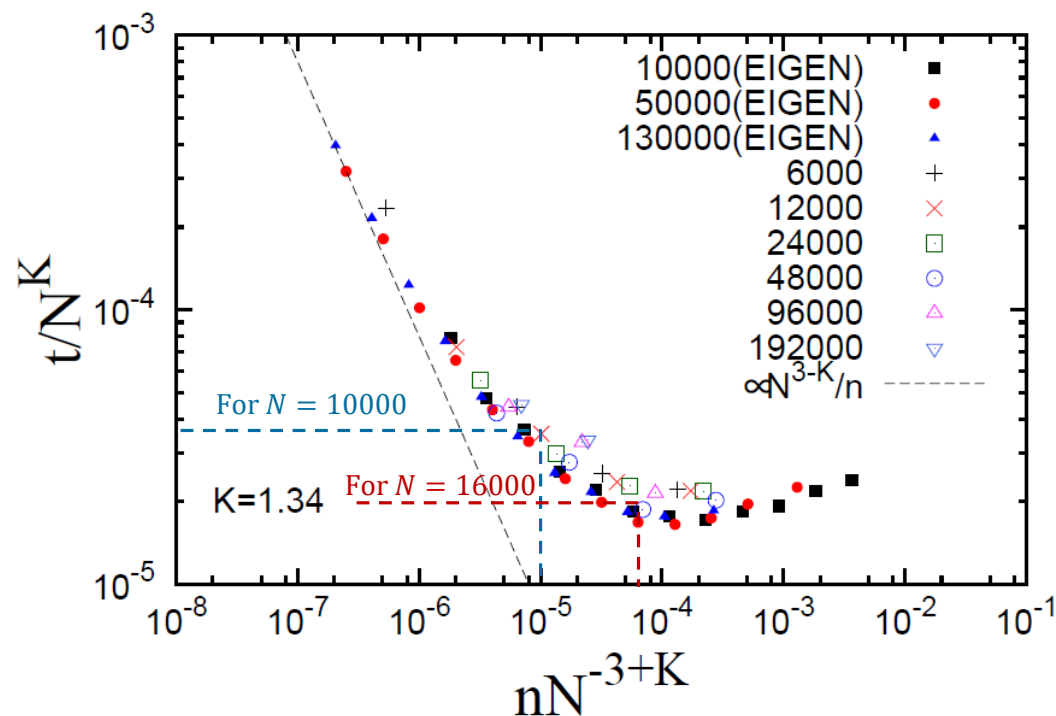 10⁻³
10000(EIGEN)
50000(EIGEN)
130000(EIGEN)
6000
12000
24000
48000
96000
192000
∝N³⁻ᴷ/n
t/Nᴷ
10⁻⁴
For N = 10000
For N = 16000
K=1.34
10⁻⁵
10⁻⁸ 10⁻⁷ 10⁻⁶ 10⁻⁵ 10⁻⁴ 10⁻³ 10⁻² 10⁻¹
nN⁻³⁺ᴷ